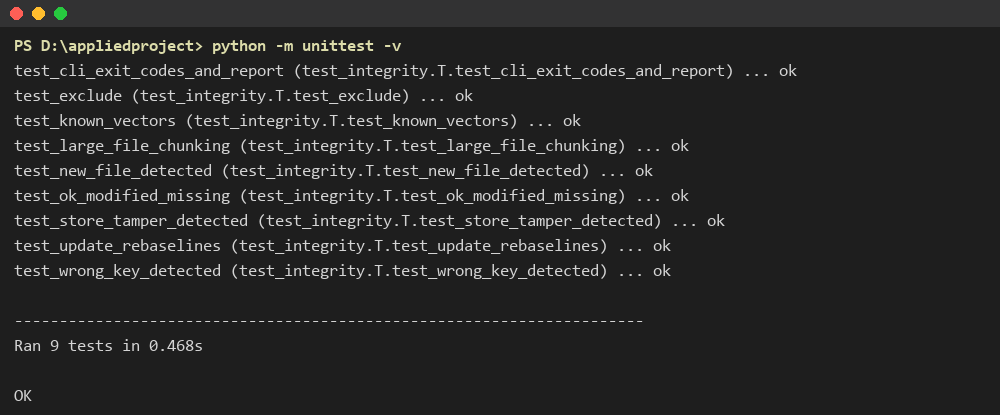 PS D:\appliedproject> python -m unittest -v
test_cli_exit_codes_and_report (test_integrity.T.test_cli_exit_codes_and_report) ... ok
test_exclude (test_integrity.T.test_exclude) ... ok
test_known_vectors (test_integrity.T.test_known_vectors) ... ok
test_large_file_chunking (test_integrity.T.test_large_file_chunking) ... ok
test_new_file_detected (test_integrity.T.test_new_file_detected) ... ok
test_ok_modified_missing (test_integrity.T.test_ok_modified_missing) ... ok
test_store_tamper_detected (test_integrity.T.test_store_tamper_detected) ... ok
test_update_rebaselines (test_integrity.T.test_update_rebaselines) ... ok
test_wrong_key_detected (test_integrity.T.test_wrong_key_detected) ... ok
----------------------------------------------------------------------
Ran 9 tests in 0.468s
OK